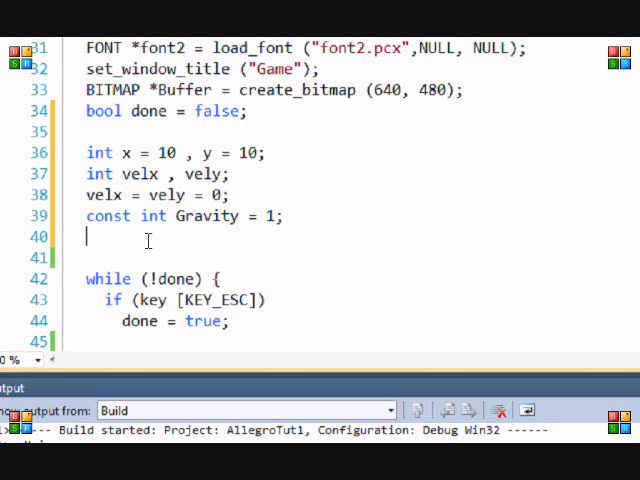 31 FONT *font2 = load_font ("font2.pcx",NULL, NULL);
32 set_window_title ("Game");
33 BITMAP *Buffer = create_bitmap (640, 480);
34 bool done = false;
35
36 int x = 10 , y = 10;
37 int velx , vely;
38 velx = vely = 0;
39 const int Gravity = 1;
40
41
42 while (!done) {
43 if (key [KEY_ESC])
44 done = true;
45
0 %
utput
output from: Build
---- Build started: Project: AllegroTut1, Configuration: Debug Win32 ------